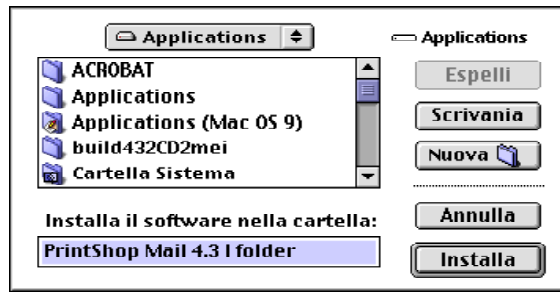 Applications
Applications
ACROBAT
Applications
Applications (Mac OS 9)
build432CD2mei
Cartella Sistema
Espelli
Scrivania
Nuova
Installa il software nella cartella:
PrintShop Mail 4.3 I folder
Annulla
Installa